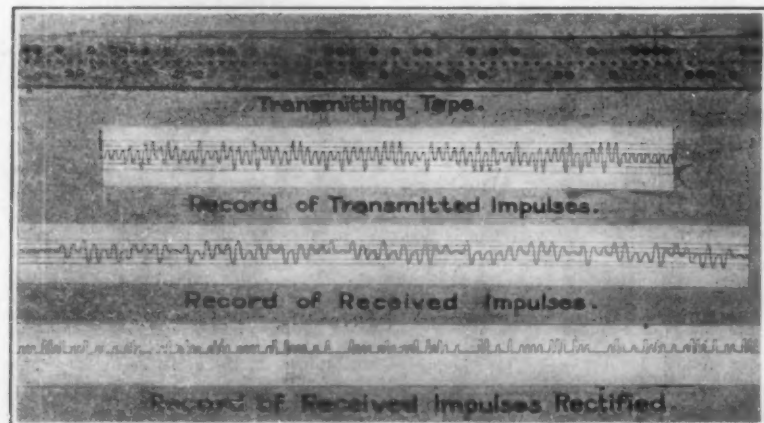 Transmitting Tape.
Record of Transmitted Impulses.
Record of Received Impulses.
Record of Received Impulses Rectified.